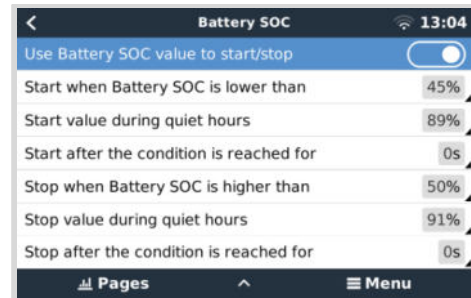 Battery SOC 13:04
Use Battery SOC value to start/stop
Start when Battery SOC is lower than 45%
Start value during quiet hours 89%
Start after the condition is reached for 0s
Stop when Battery SOC is higher than 50%
Stop value during quiet hours 91%
Stop after the condition is reached for 0s
Pages Menu